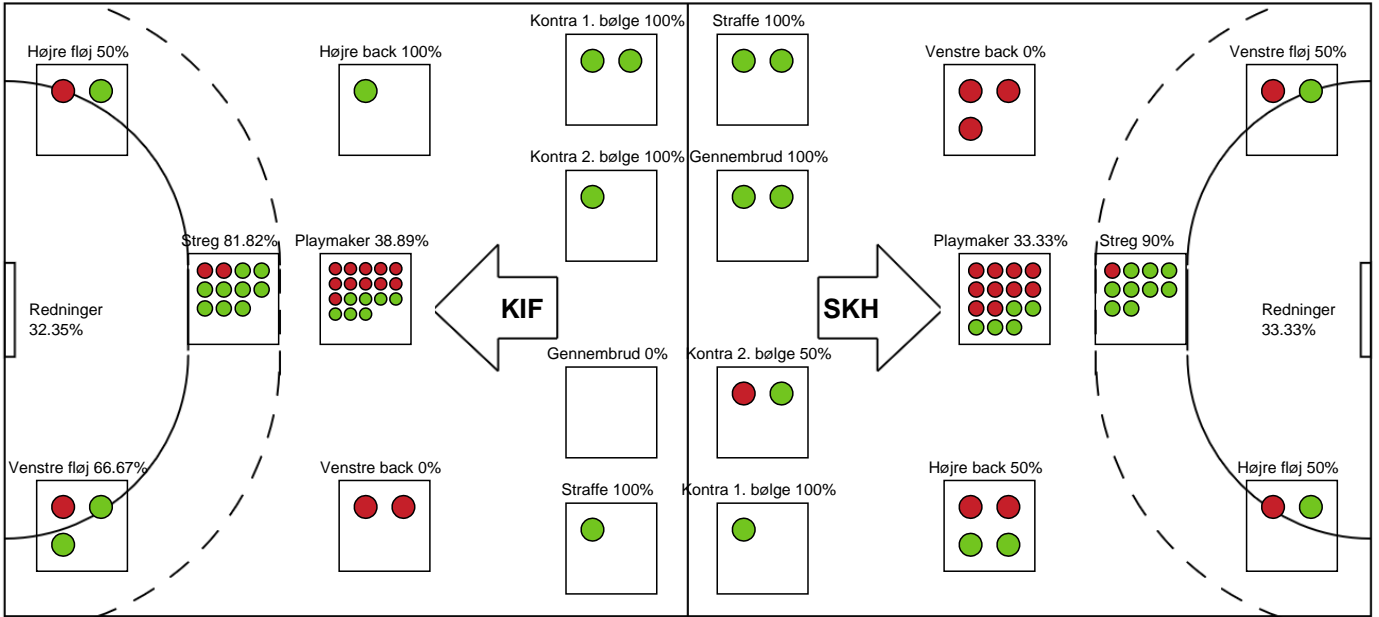 Kontra 1. bølge 100%
Straffe 100%
Højre fløj 50%
Højre back 100%
Venstre back 0%
Venstre fløj 50%
Kontra 2. bølge 100%
Gennembrud 100%
Streg 81.82%
Playmaker 38.89%
Playmaker 33.33%
Streg 90%
Redninger
32.35%
KIF
SKH
Redninger
33.33%
Gennembrud 0%
Kontra 2. bølge 50%
Venstre fløj 66.67%
Venstre back 0%
Straffe 100%
Kontra 1. bølge 100%
Højre back 50%
Højre fløj 50%